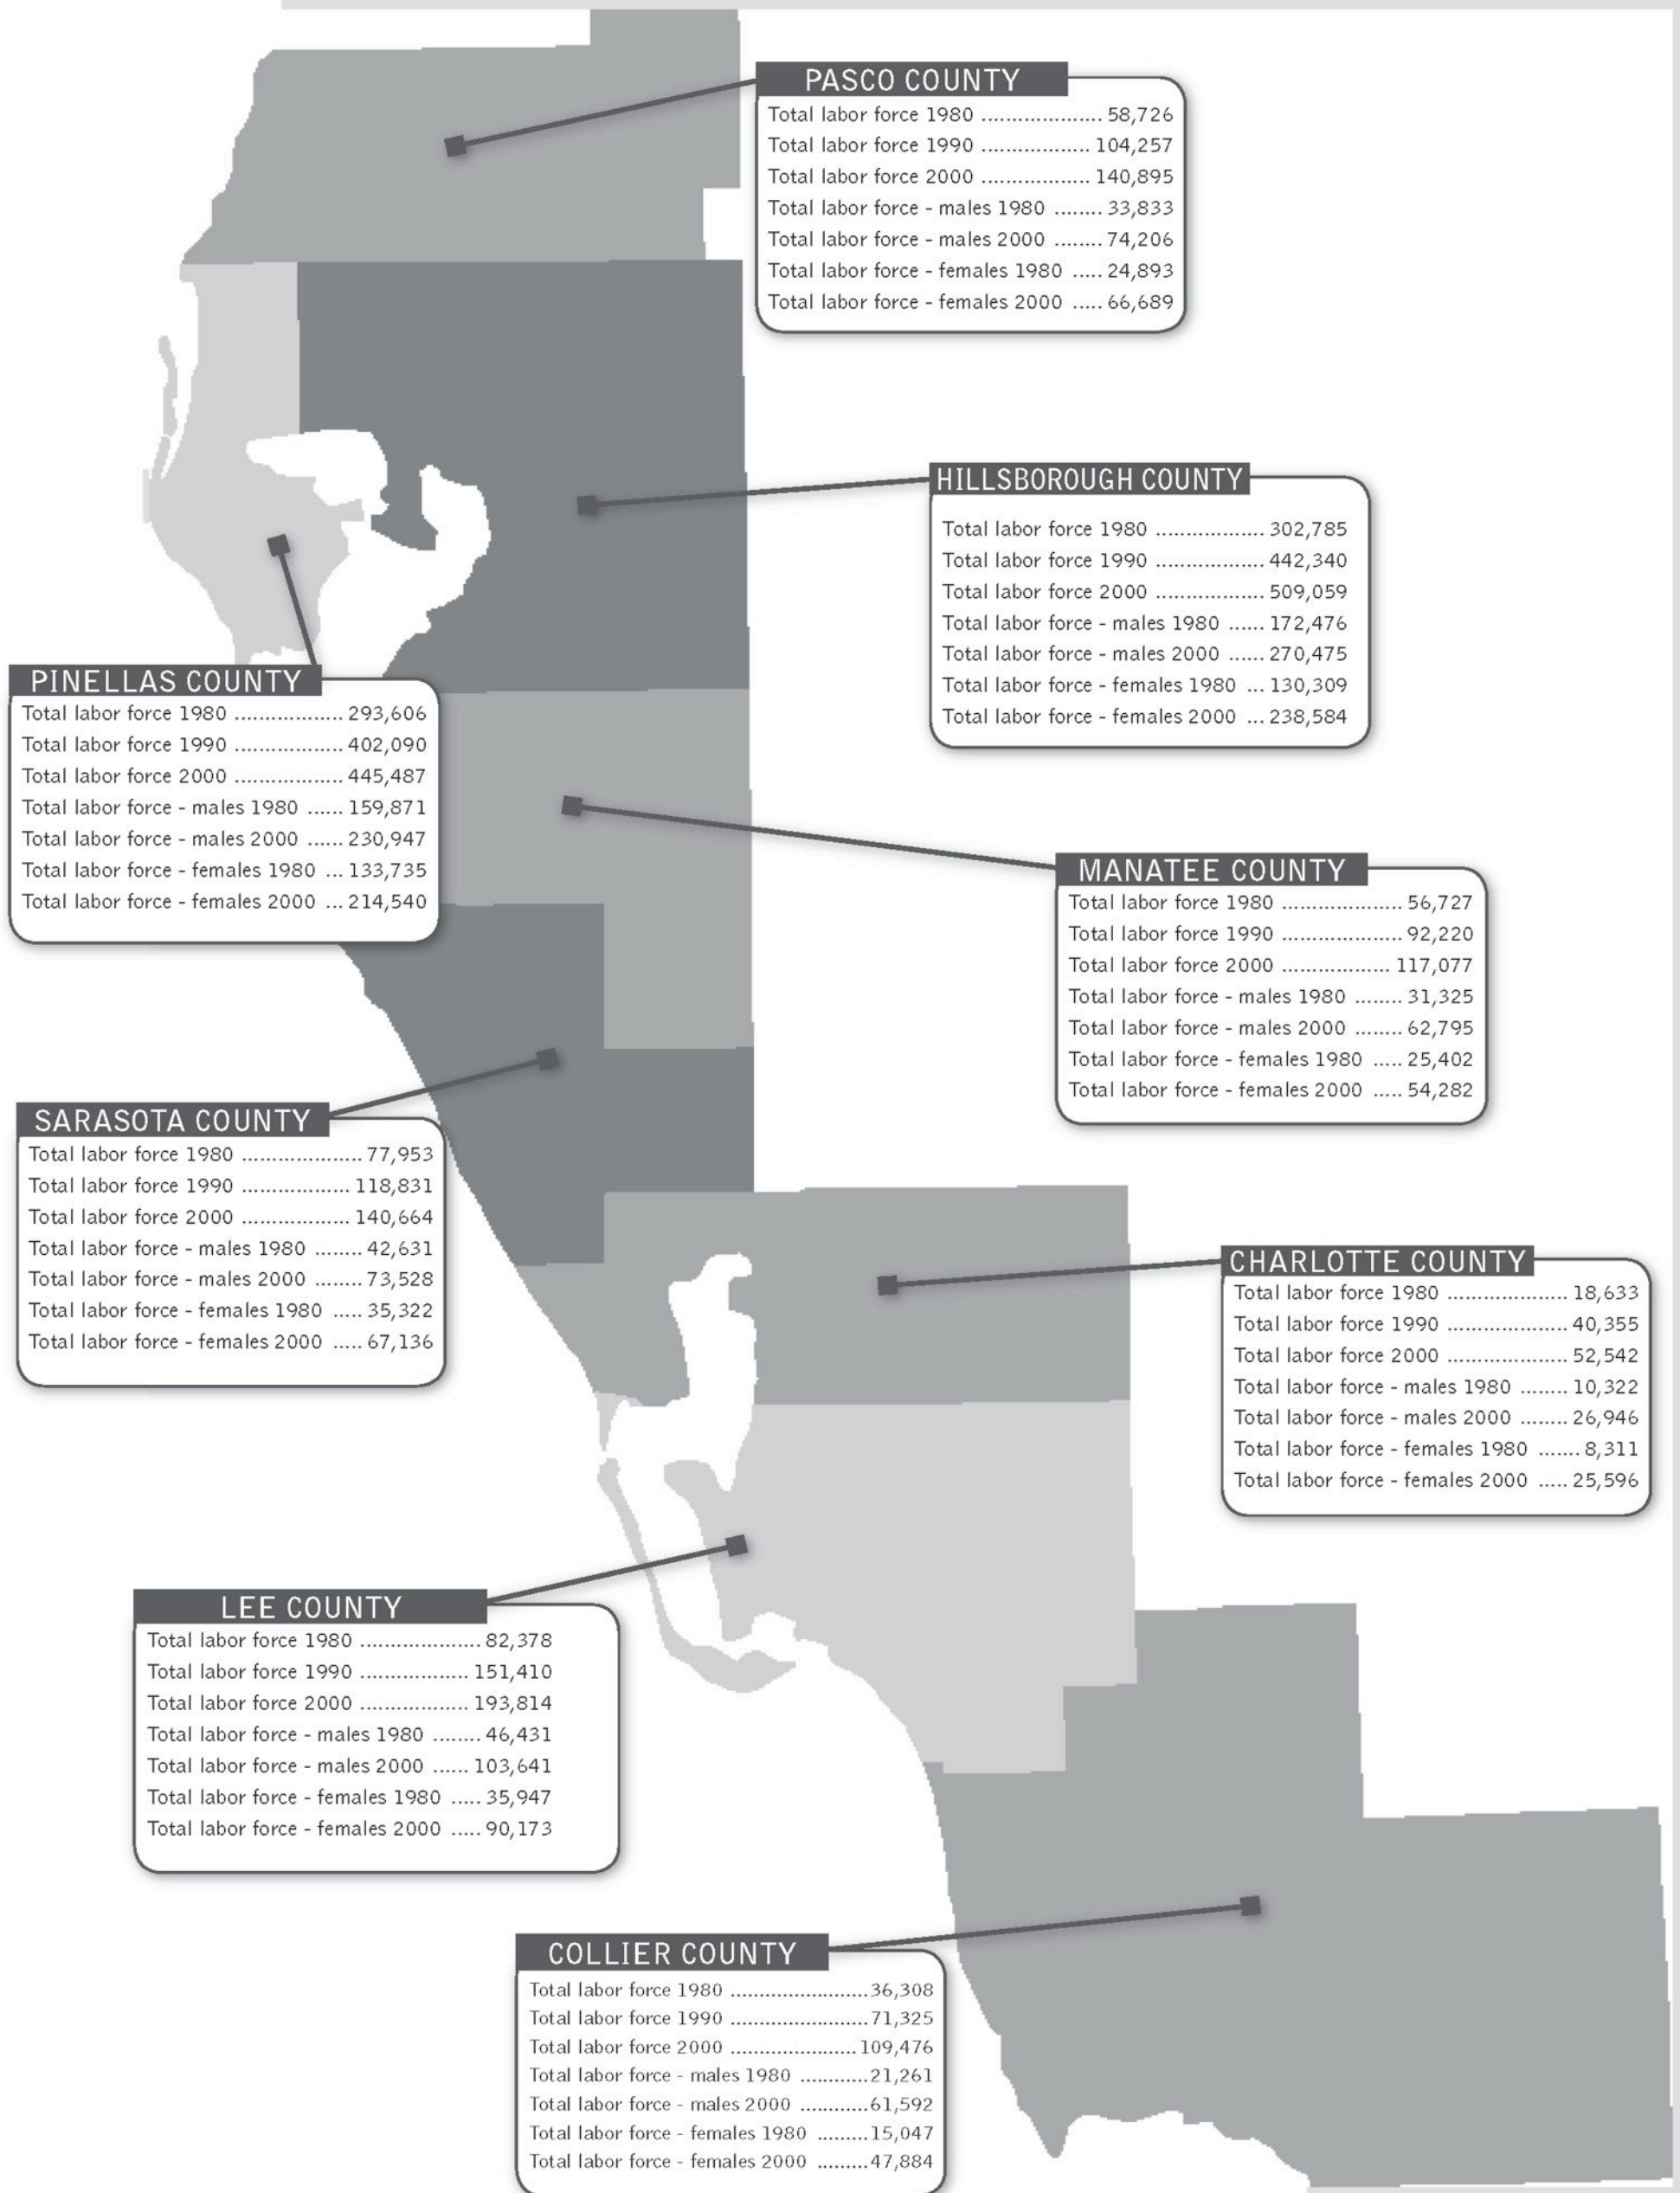 PASCO COUNTY
Total labor force 1980 .................... 58,726
Total labor force 1990 .................. 104,257
Total labor force 2000 .................. 140,895
Total labor force - males 1980 ........ 33,833
Total labor force - males 2000 ........ 74,206
Total labor force - females 1980 ..... 24,893
Total labor force - females 2000 ..... 66,689
HILLSBOROUGH COUNTY
Total labor force 1980 .................. 302,785
Total labor force 1990 .................. 442,340
Total labor force 2000 .................. 509,059
Total labor force - males 1980 ...... 172,476
Total labor force - males 2000 ...... 270,475
Total labor force - females 1980 ... 130,309
Total labor force - females 2000 ... 238,584
PINELLAS COUNTY
Total labor force 1980 .................. 293,606
Total labor force 1990 .................. 402,090
Total labor force 2000 .................. 445,487
Total labor force - males 1980 ...... 159,871
Total labor force - males 2000 ...... 230,947
Total labor force - females 1980 ... 133,735
Total labor force - females 2000 ... 214,540
MANATEE COUNTY
Total labor force 1980 .................... 56,727
Total labor force 1990 .................... 92,220
Total labor force 2000 .................. 117,077
Total labor force - males 1980 ........ 31,325
Total labor force - males 2000 ........ 62,795
Total labor force - females 1980 ..... 25,402
Total labor force - females 2000 ..... 54,282
SARASOTA COUNTY
Total labor force 1980 .................... 77,953
Total labor force 1990 .................. 118,831
Total labor force 2000 .................. 140,664
Total labor force - males 1980 ........ 42,631
Total labor force - males 2000 ........ 73,528
Total labor force - females 1980 ..... 35,322
Total labor force - females 2000 ..... 67,136
CHARLOTTE COUNTY
Total labor force 1980 .................... 18,633
Total labor force 1990 .................... 40,355
Total labor force 2000 .................... 52,542
Total labor force - males 1980 ........ 10,322
Total labor force - males 2000 ........ 26,946
Total labor force - females 1980 ....... 8,311
Total labor force - females 2000 ..... 25,596
LEE COUNTY
Total labor force 1980 .................... 82,378
Total labor force 1990 .................. 151,410
Total labor force 2000 .................. 193,814
Total labor force - males 1980 ........ 46,431
Total labor force - males 2000 ...... 103,641
Total labor force - females 1980 ..... 35,947
Total labor force - females 2000 ..... 90,173
COLLIER COUNTY
Total labor force 1980 .......................36,308
Total labor force 1990 .......................71,325
Total labor force 2000 .....................109,476
Total labor force - males 1980 ............21,261
Total labor force - males 2000 ............61,592
Total labor force - females 1980 .........15,047
Total labor force - females 2000 .........47,884